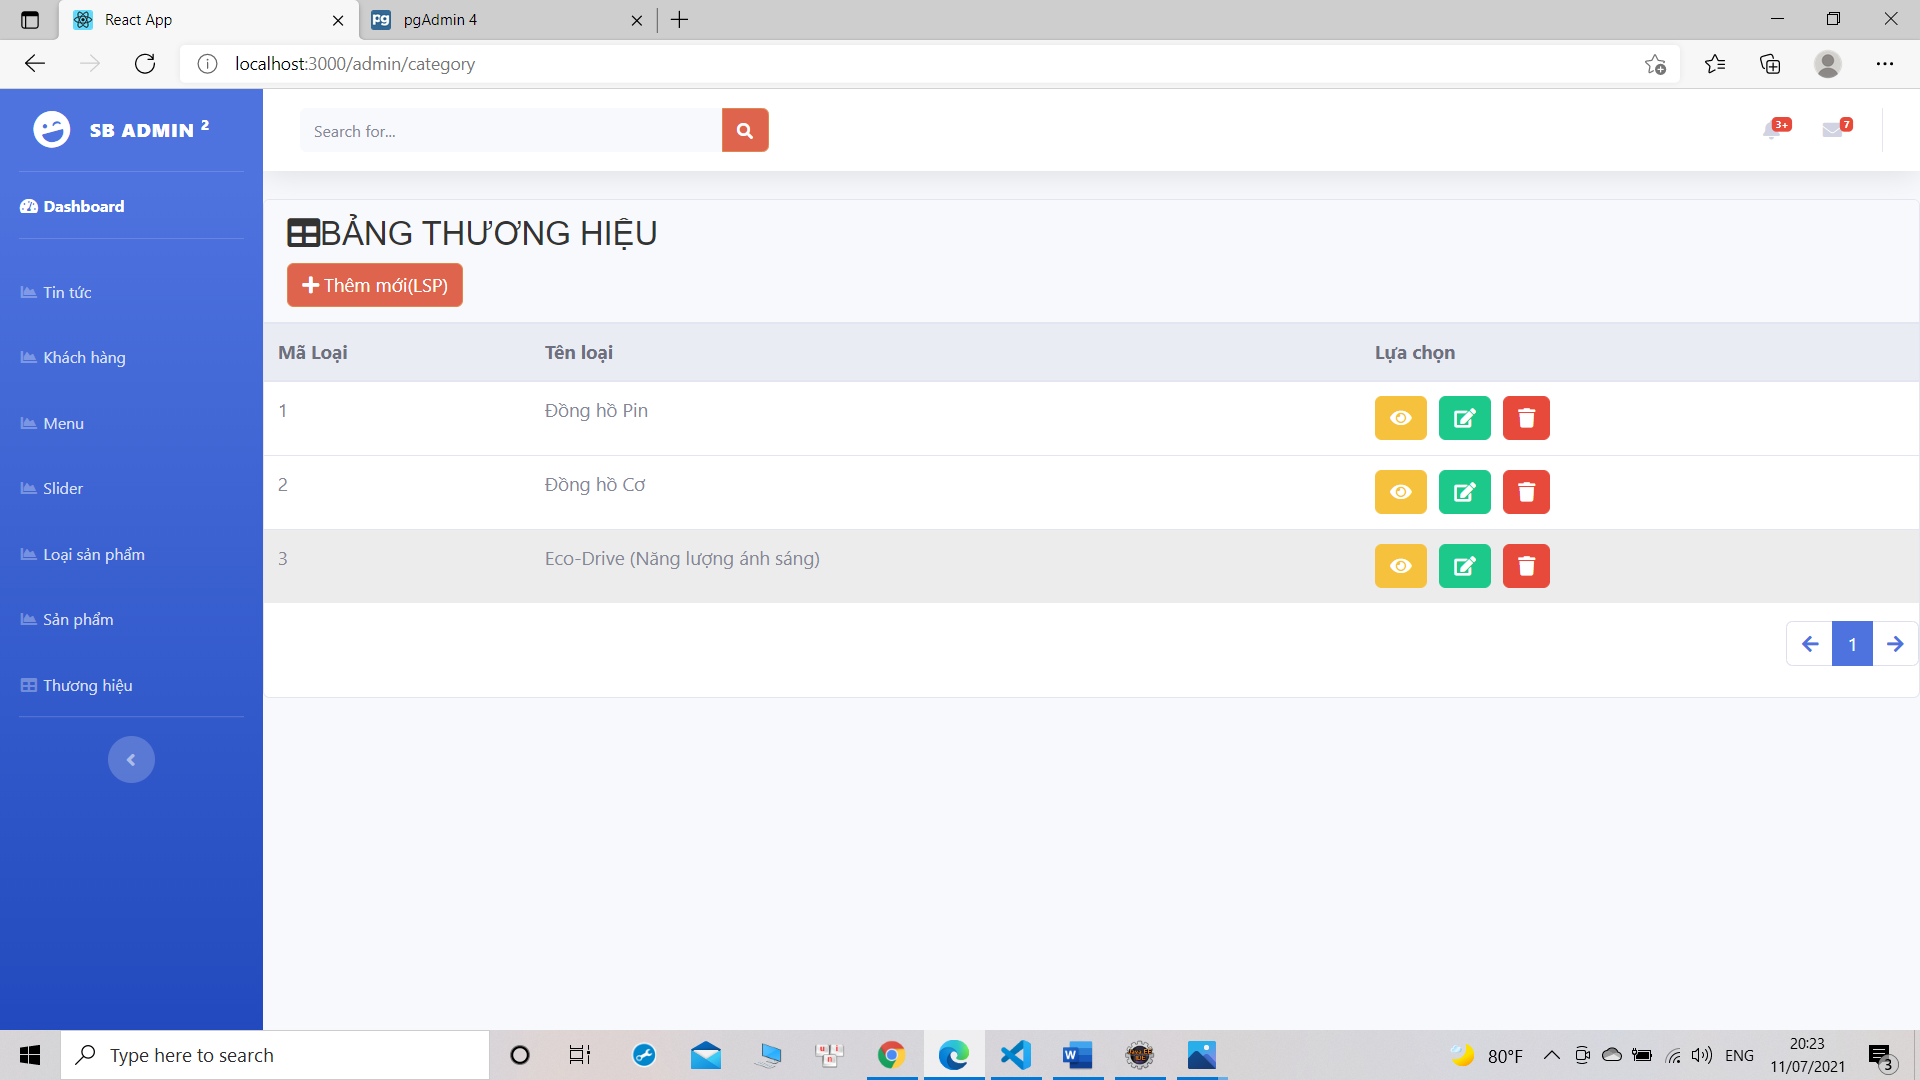 React App
pgAdmin 4
localhost:3000/admin/category
SB ADMIN 2
Search for...
3+
7
Dashboard
Tin tức
Khách hàng
Menu
Slider
Loại sản phẩm
Sản phẩm
Thương hiệu
BẢNG THƯƠNG HIỆU
Thêm mới(LSP)
Mã Loại Tên loại Lựa chọn
1 Đồng hồ Pin
2 Đồng hồ Cơ
3 Eco-Drive (Năng lượng ánh sáng)
1
Type here to search
80°F
ENG
20:23
11/07/2021
3